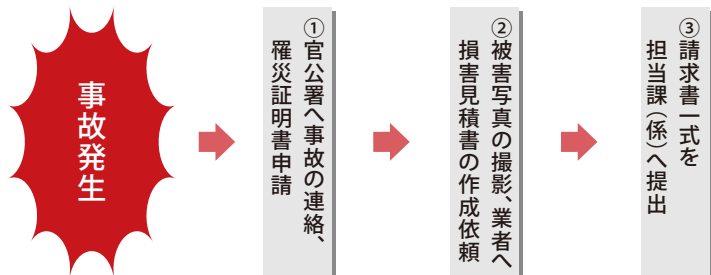 事故発生
①官公署へ事故の連絡、
罹災証明書申請
②被害写真の撮影、業者へ
損害見積書の作成依頼
③請求書一式を
担当課（係）へ提出